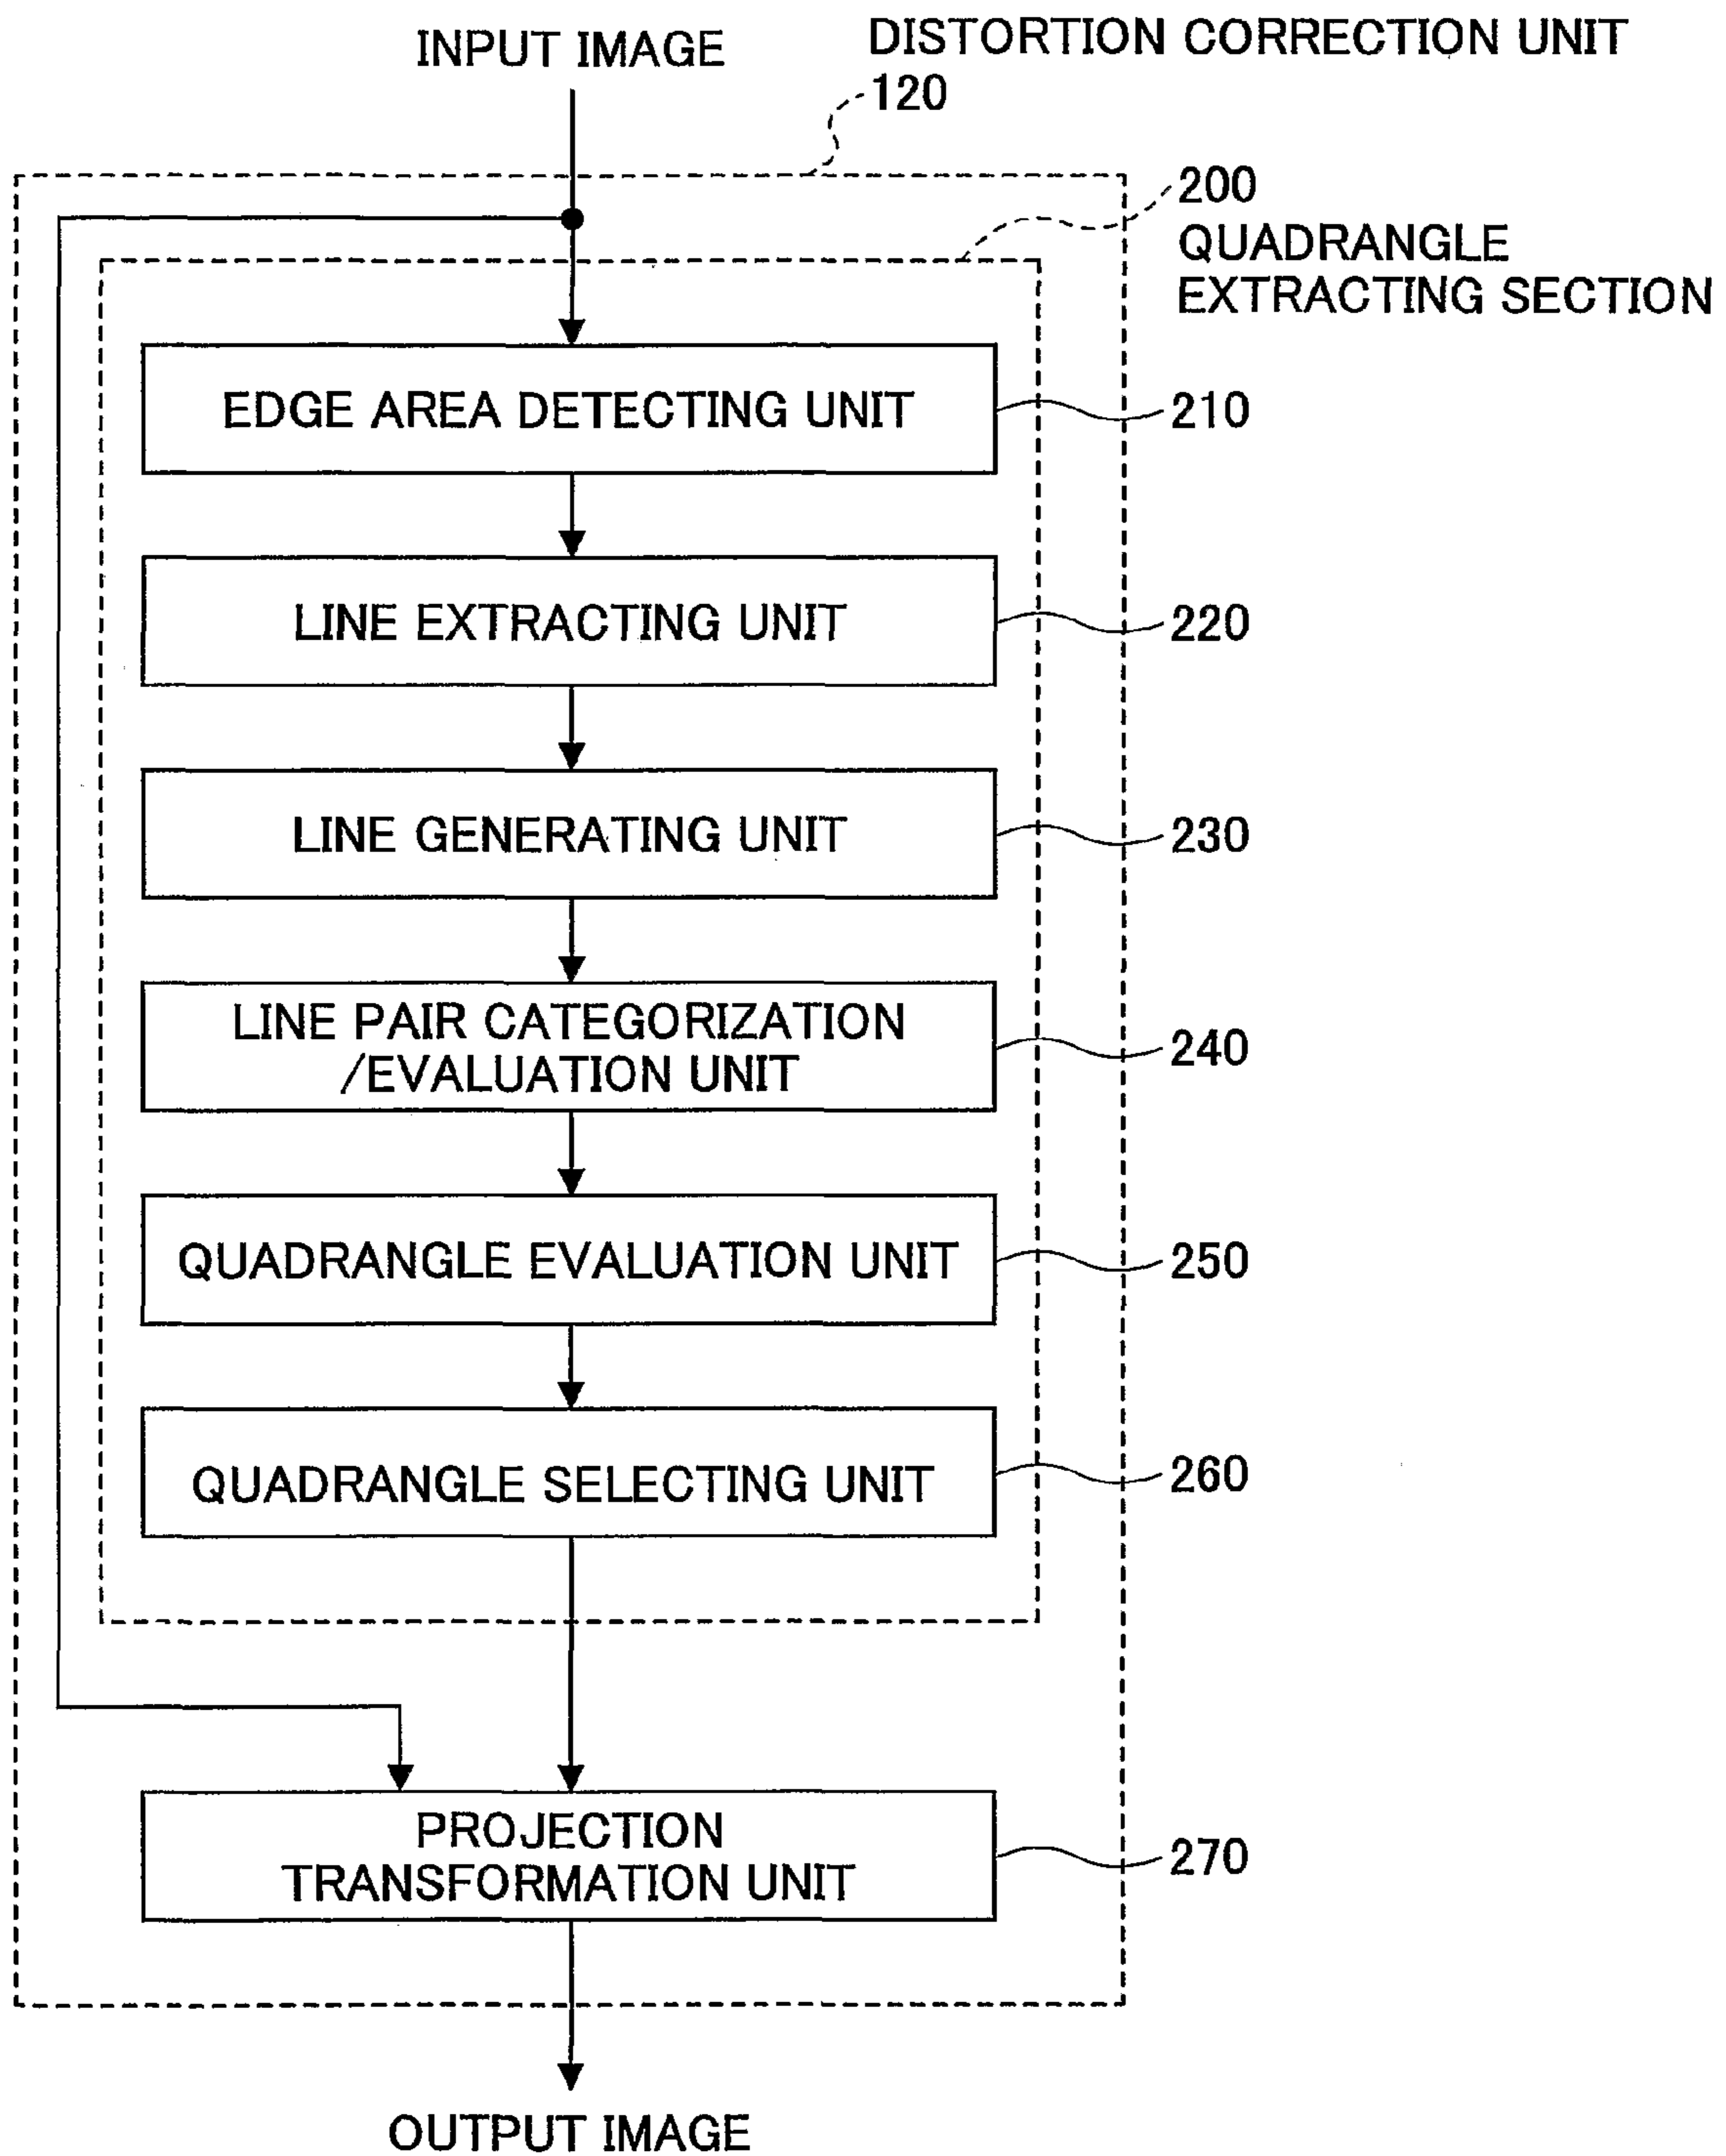 INPUT IMAGE
DISTORTION CORRECTION UNIT
120
200
QUADRANGLE
EXTRACTING SECTION
EDGE AREA DETECTING UNIT
210
LINE EXTRACTING UNIT
220
LINE GENERATING UNIT
230
LINE PAIR CATEGORIZATION
/EVALUATION UNIT
240
QUADRANGLE EVALUATION UNIT
250
QUADRANGLE SELECTING UNIT
260
PROJECTION
TRANSFORMATION UNIT
270
OUTPUT IMAGE